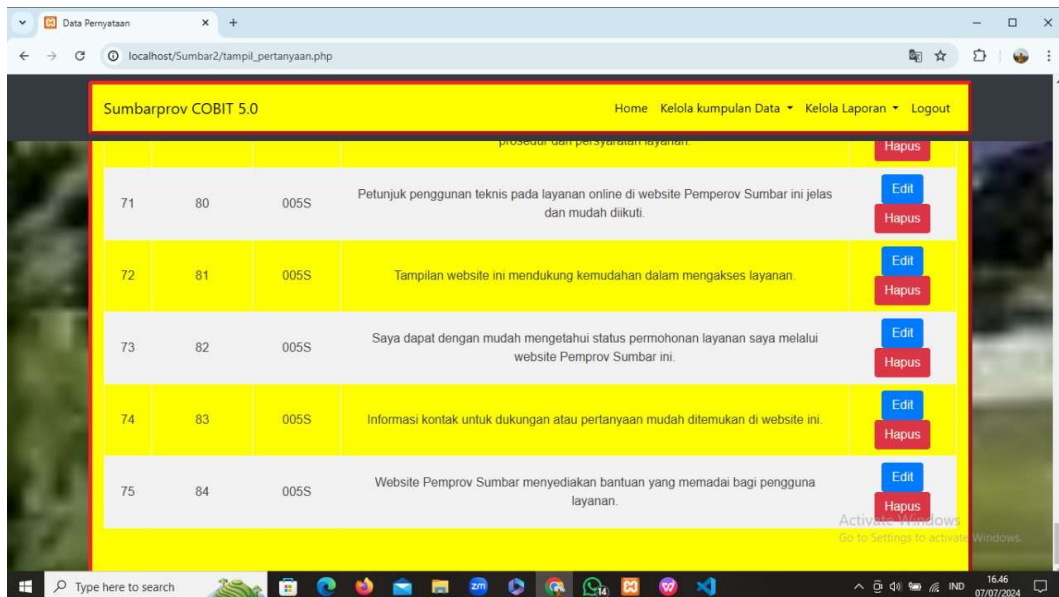 Data Pernyataan
localhost/Sumbar2/tampil_pertanyaan.php
Sumbarprov COBIT 5.0 Home Kelola kumpulan Data Kelola Laporan Logout
prosedur dan persyaratan layanan.
Hapus
71 80 005S Petunjuk penggunan teknis pada layanan online di website Pemperov Sumbar ini jelas
dan mudah diikuti.
Edit
Hapus
72 81 005S Tampilan website ini mendukung kemudahan dalam mengakses layanan.
Edit
Hapus
73 82 005S Saya dapat dengan mudah mengetahui status permohonan layanan saya melalui
website Pemprov Sumbar ini.
Edit
Hapus
74 83 005S Informasi kontak untuk dukungan atau pertanyaan mudah ditemukan di website ini.
Edit
Hapus
75 84 005S Website Pemprov Sumbar menyediakan bantuan yang memadai bagi pengguna
layanan.
Edit
Hapus
Activate Windows
Go to Settings to activate Windows.
Type here to search
zm
14
IND
16.46
07/07/2024